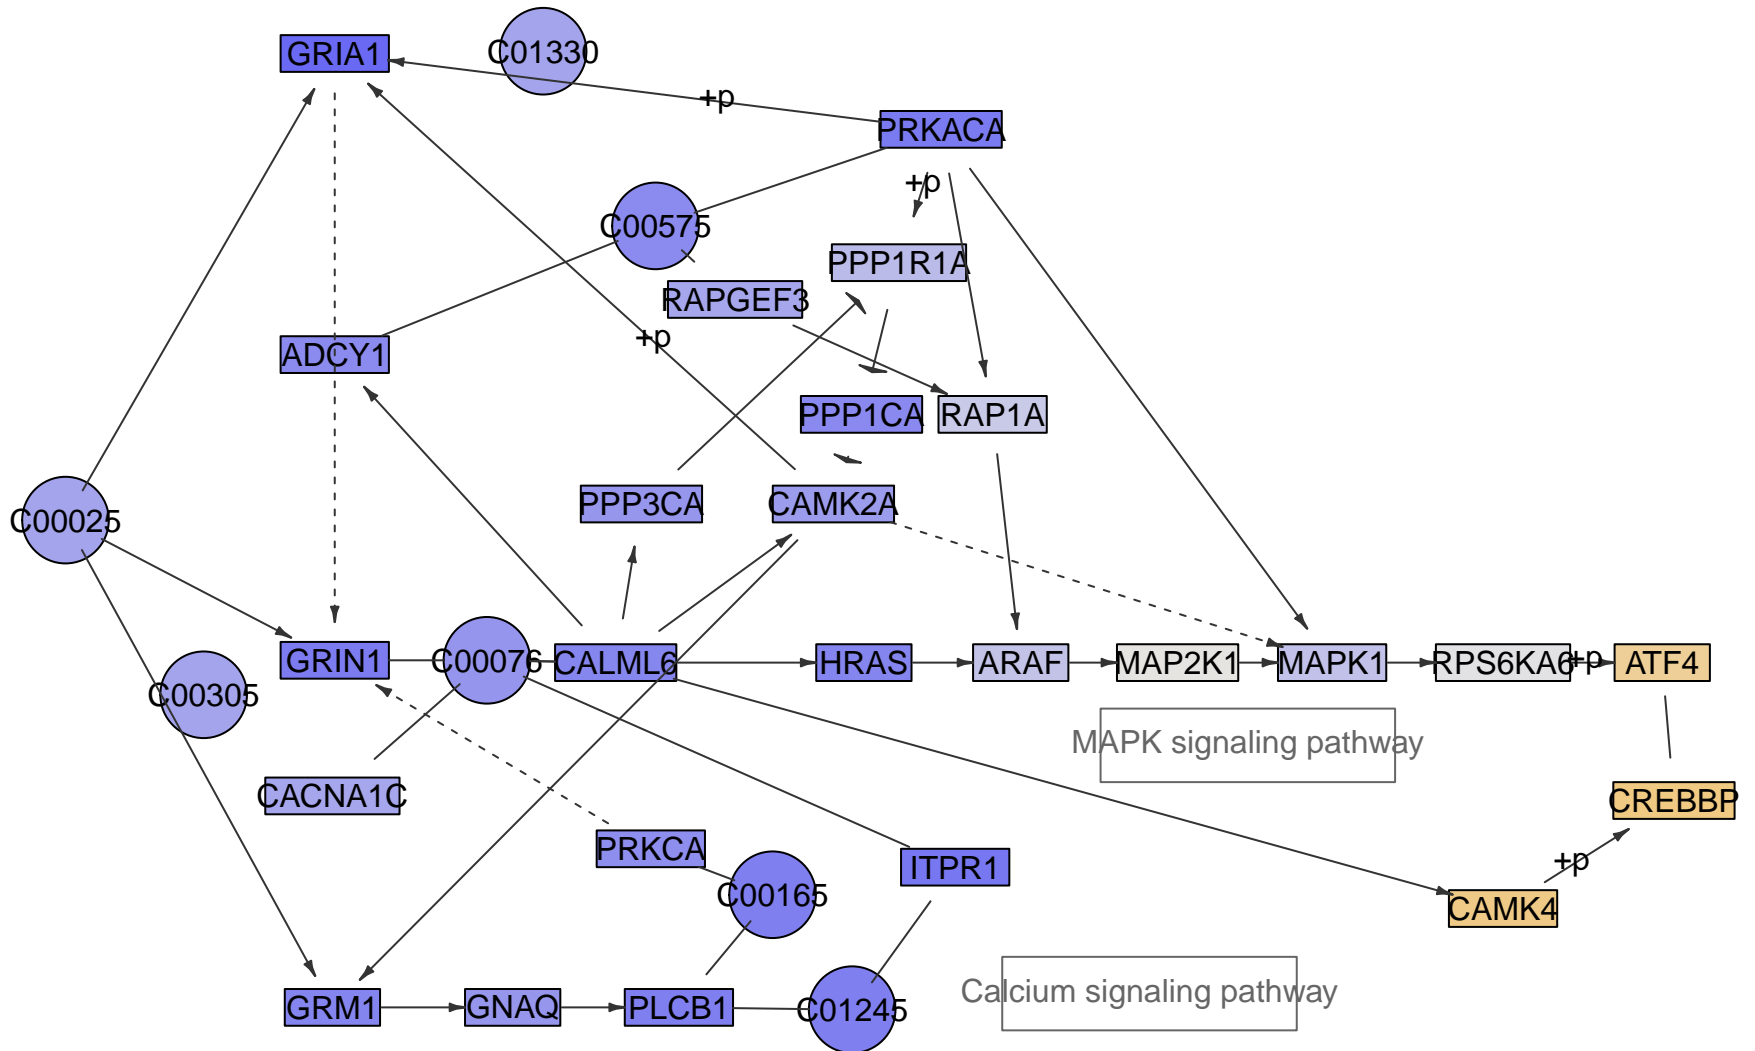 GRIA1
C01330
+p
PRKACA
+p
C00575
PPP1R1A
RAPGEF3
+p
ADCY1
PPP1CA
RAP1A
PPP3CA
CAMK2A
C00025
GRIN1
C00076
CALML6
HRAS
ARAF
MAP2K1
MAPK1
RPS6KA6
+p
ATF4
C00305
MAPK signaling pathway
CACNA1C
CREBBP
PRKCA
ITPR1
+p
C00165
CAMK4
Calcium signaling pathway
GRM1
GNAQ
PLCB1
C01245